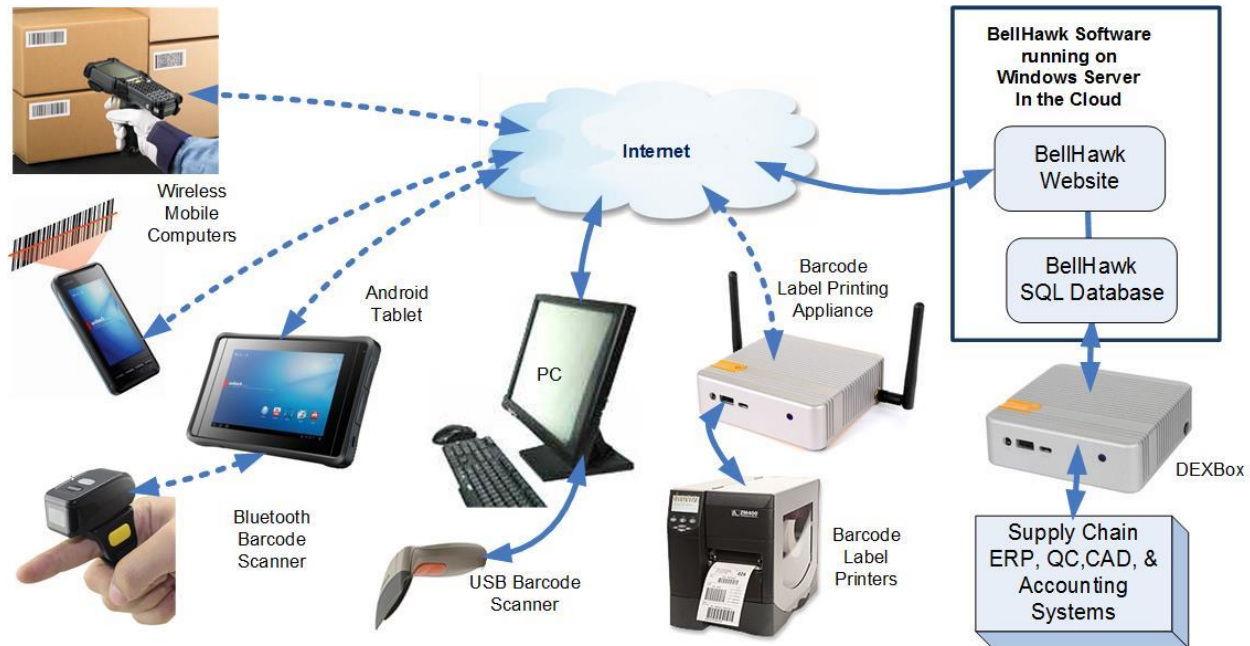 BellHawk Software
running on
Windows Server
In the Cloud
Internet
BellHawk
Website
Wireless
Mobile
Computers
BellHawk
SQL Database
Android
Tablet
Barcode
Label Printing
Appliance
PC
DEXBox
Bluetooth
Barcode
Scanner
USB Barcode
Scanner
Barcode
Label
Printers
ZM400
Supply Chain
ERP, QC,CAD, &
Accounting
Systems